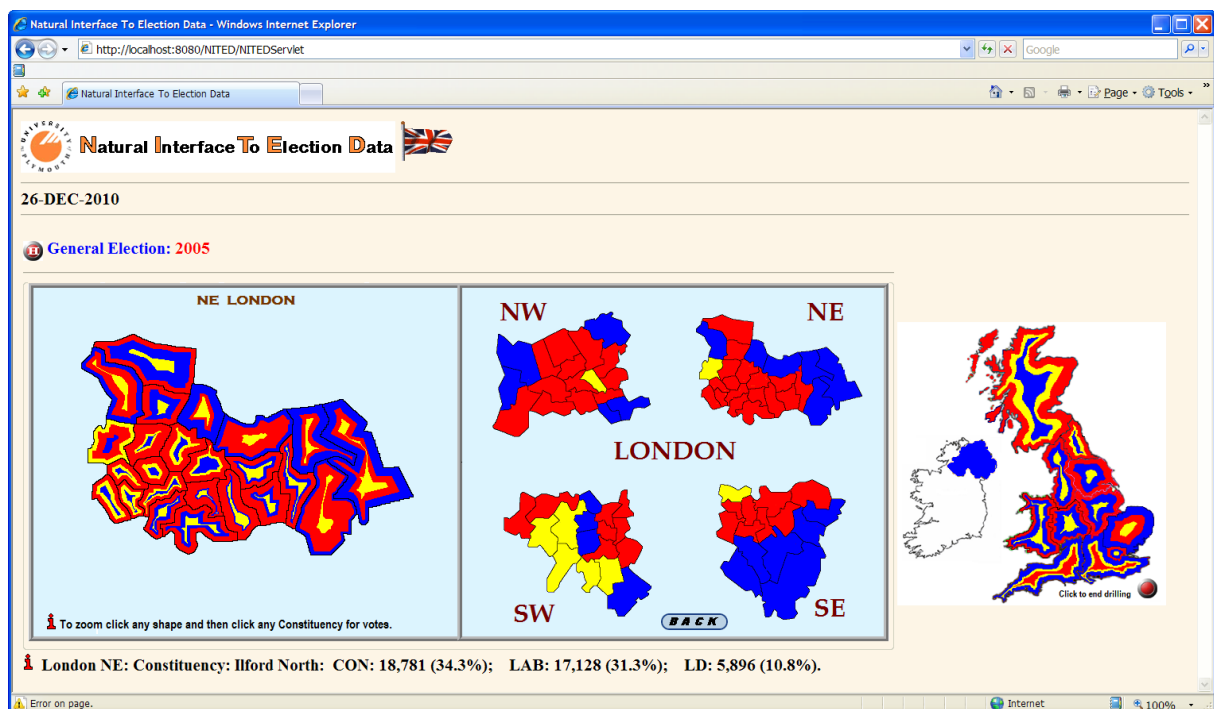 Natural Interface To Election Data - Windows Internet Explorer
http://localhost:8080/NITED/NITEDServlet
Google
Natural Interface To Election Data
Page
Tools
»
UNIVERSITY OF PLYMOUTH
Natural Interface To Election Data
26-DEC-2010
H General Election: 2005
NE LONDON
NW
NE
LONDON
SW
SE
BACK
i To zoom click any shape and then click any Constituency for votes.
Click to end drilling
i London NE: Constituency: Ilford North: CON: 18,781 (34.3%); LAB: 17,128 (31.3%); LD: 5,896 (10.8%).
Error on page.
Internet
100%